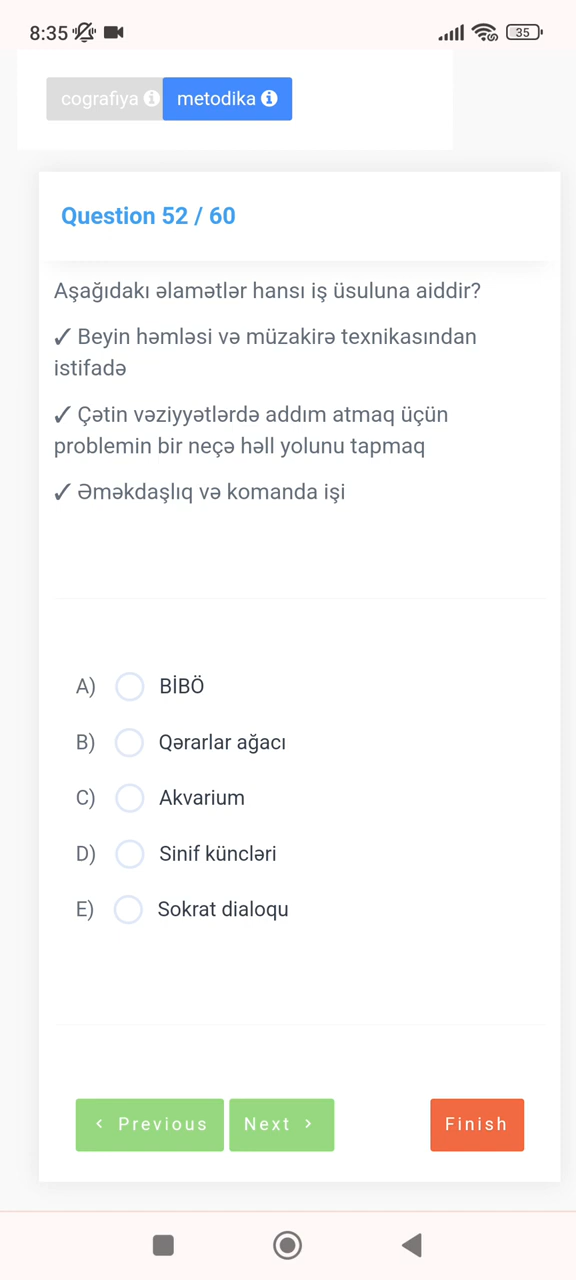 8:35
35
cografiya
metodika
Question 52 / 60
Aşağıdakı əlamətlər hansı iş üsuluna aiddir?
✓ Beyin həmləsi və müzakirə texnikasından
istifadə
✓ Çətin vəziyyətlərdə addım atmaq üçün
problemin bir neçə həll yolunu tapmaq
✓ Əməkdaşlıq və komanda işi
A) BİBÖ
B) Qərarlar ağacı
C) Akvarium
D) Sinif küncləri
E) Sokrat dialoqu
< Previous Next > Finish